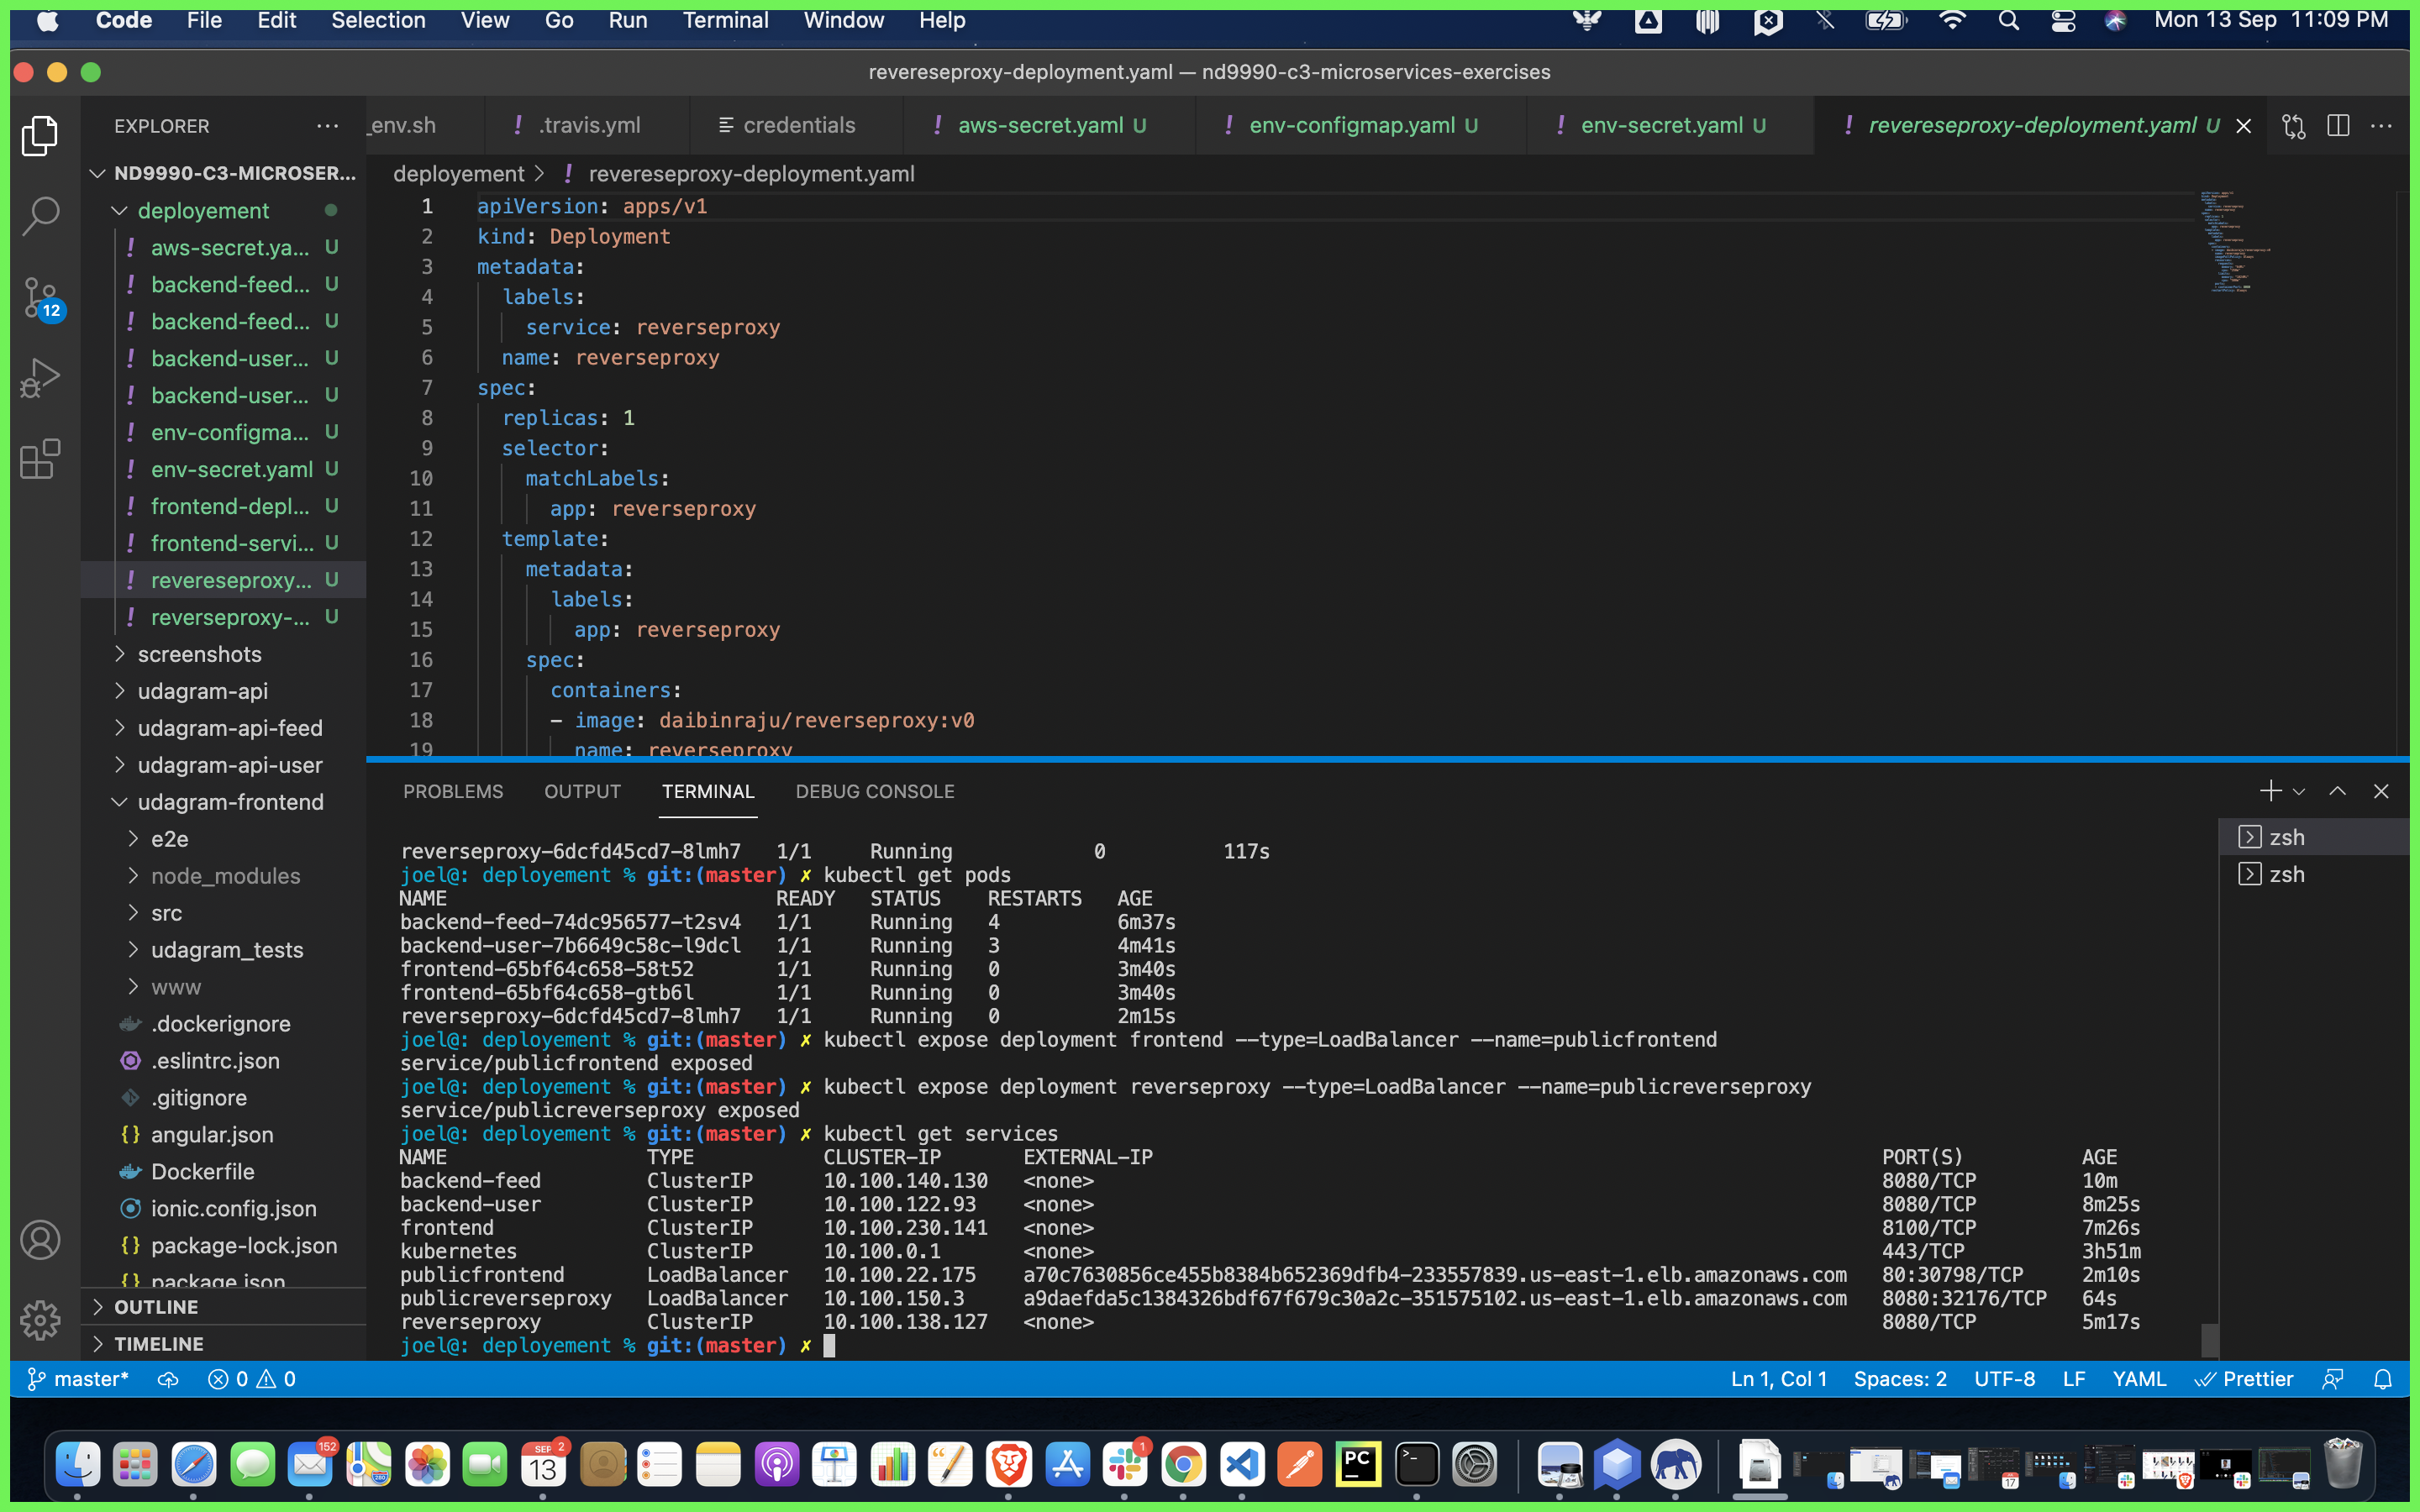 Code File Edit Selection View Go Run Terminal Window Help Mon 13 Sep 11:09 PM
revereseproxy-deployment.yaml — nd9990-c3-microservices-exercises
EXPLORER ···
_env.sh ! .travis.yml credentials ! aws-secret.yaml U ! env-configmap.yaml U ! env-secret.yaml U ! revereseproxy-deployment.yaml U ···
ND9990-C3-MICROSER...
deployement
! aws-secret.ya... U
! backend-feed... U
! backend-feed... U
! backend-user... U
! backend-user... U
! env-configma... U
! env-secret.yaml U
! frontend-depl... U
! frontend-servi... U
! revereseproxy... U
! reverseproxy-... U
screenshots
udagram-api
udagram-api-feed
udagram-api-user
udagram-frontend
e2e
node_modules
src
udagram_tests
www
.dockerignore
.eslintrc.json
.gitignore
{} angular.json
Dockerfile
ionic.config.json
{} package-lock.json
{} package.json
OUTLINE
TIMELINE
12
deployement > ! revereseproxy-deployment.yaml
1 apiVersion: apps/v1
2 kind: Deployment
3 metadata:
4 labels:
5 service: reverseproxy
6 name: reverseproxy
7 spec:
8 replicas: 1
9 selector:
10 matchLabels:
11 app: reverseproxy
12 template:
13 metadata:
14 labels:
15 app: reverseproxy
16 spec:
17 containers:
18 - image: daibinraju/reverseproxy:v0
19 name: reverseproxy
PROBLEMS OUTPUT TERMINAL DEBUG CONSOLE
zsh
zsh
reverseproxy-6dcfd45cd7-8lmh7 1/1 Running 0 117s
joel@: deployement % git:(master) ✗ kubectl get pods
NAME READY STATUS RESTARTS AGE
backend-feed-74dc956577-t2sv4 1/1 Running 4 6m37s
backend-user-7b6649c58c-l9dcl 1/1 Running 3 4m41s
frontend-65bf64c658-58t52 1/1 Running 0 3m40s
frontend-65bf64c658-gtb6l 1/1 Running 0 3m40s
reverseproxy-6dcfd45cd7-8lmh7 1/1 Running 0 2m15s
joel@: deployement % git:(master) ✗ kubectl expose deployment frontend --type=LoadBalancer --name=publicfrontend
service/publicfrontend exposed
joel@: deployement % git:(master) ✗ kubectl expose deployment reverseproxy --type=LoadBalancer --name=publicreverseproxy
service/publicreverseproxy exposed
joel@: deployement % git:(master) ✗ kubectl get services
NAME TYPE CLUSTER-IP EXTERNAL-IP PORT(S) AGE
backend-feed ClusterIP 10.100.140.130 <none> 8080/TCP 10m
backend-user ClusterIP 10.100.122.93 <none> 8080/TCP 8m25s
frontend ClusterIP 10.100.230.141 <none> 8100/TCP 7m26s
kubernetes ClusterIP 10.100.0.1 <none> 443/TCP 3h51m
publicfrontend LoadBalancer 10.100.22.175 a70c7630856ce455b8384b652369dfb4-233557839.us-east-1.elb.amazonaws.com 80:30798/TCP 2m10s
publicreverseproxy LoadBalancer 10.100.150.3 a9daefda5c1384326bdf67f679c30a2c-351575102.us-east-1.elb.amazonaws.com 8080:32176/TCP 64s
reverseproxy ClusterIP 10.100.138.127 <none> 8080/TCP 5m17s
joel@: deployement % git:(master) ✗
master* 0 0 Ln 1, Col 1 Spaces: 2 UTF-8 LF YAML Prettier
152 SEP 13 2 1 PC